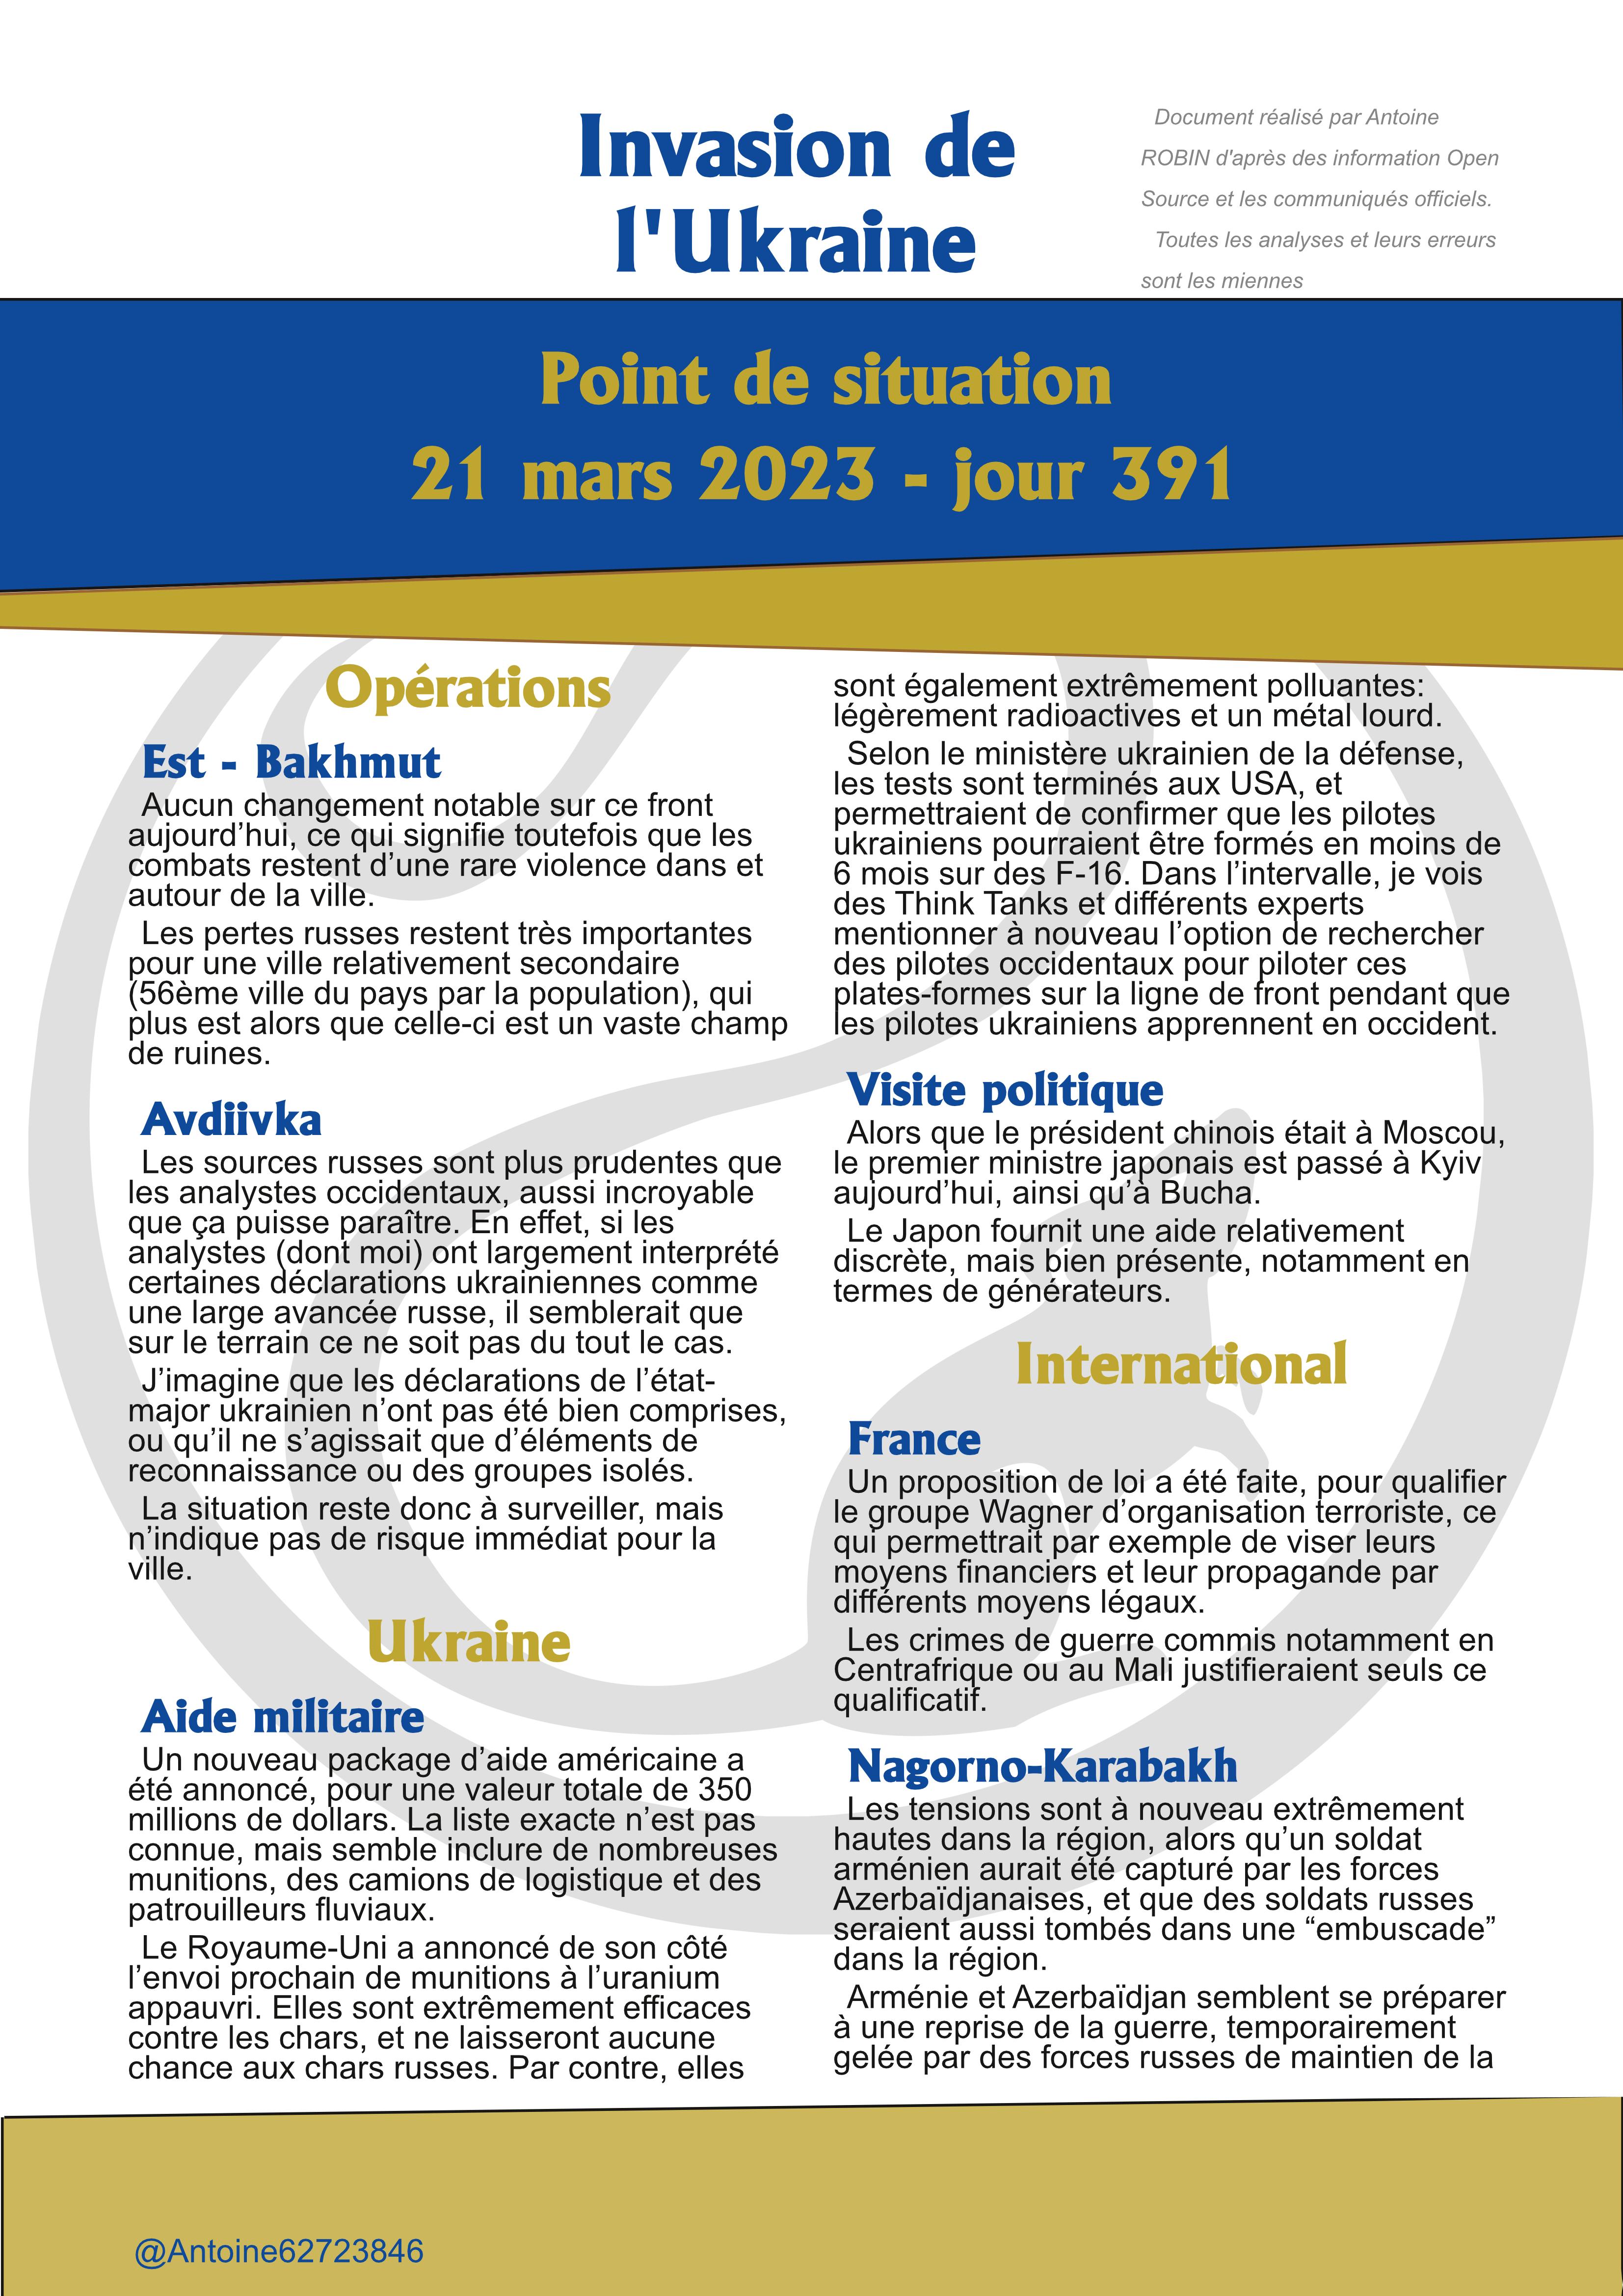 Invasion de
l'Ukraine
Document réalisé par Antoine
ROBIN d'après des information Open
Source et les communiqués officiels.
Toutes les analyses et leurs erreurs
sont les miennes
Point de situation
21 mars 2023 - jour 391
Opérations
Est - Bakhmut
Aucun changement notable sur ce front
aujourd’hui, ce qui signifie toutefois que les
combats restent d’une rare violence dans et
autour de la ville.
Les pertes russes restent très importantes
pour une ville relativement secondaire
(56ème ville du pays par la population), qui
plus est alors que celle-ci est un vaste champ
de ruines.
Avdiivka
Les sources russes sont plus prudentes que
les analystes occidentaux, aussi incroyable
que ça puisse paraître. En effet, si les
analystes (dont moi) ont largement interprété
certaines déclarations ukrainiennes comme
une large avancée russe, il semblerait que
sur le terrain ce ne soit pas du tout le cas.
J’imagine que les déclarations de l’état-
major ukrainien n’ont pas été bien comprises,
ou qu’il ne s’agissait que d’éléments de
reconnaissance ou des groupes isolés.
La situation reste donc à surveiller, mais
n’indique pas de risque immédiat pour la
ville.
Ukraine
Aide militaire
Un nouveau package d’aide américaine a
été annoncé, pour une valeur totale de 350
millions de dollars. La liste exacte n’est pas
connue, mais semble inclure de nombreuses
munitions, des camions de logistique et des
patrouilleurs fluviaux.
Le Royaume-Uni a annoncé de son côté
l’envoi prochain de munitions à l’uranium
appauvri. Elles sont extrêmement efficaces
contre les chars, et ne laisseront aucune
chance aux chars russes. Par contre, elles
sont également extrêmement polluantes:
légèrement radioactives et un métal lourd.
Selon le ministère ukrainien de la défense,
les tests sont terminés aux USA, et
permettraient de confirmer que les pilotes
ukrainiens pourraient être formés en moins de
6 mois sur des F-16. Dans l’intervalle, je vois
des Think Tanks et différents experts
mentionner à nouveau l’option de rechercher
des pilotes occidentaux pour piloter ces
plates-formes sur la ligne de front pendant que
les pilotes ukrainiens apprennent en occident.
Visite politique
Alors que le président chinois était à Moscou,
le premier ministre japonais est passé à Kyiv
aujourd’hui, ainsi qu’à Bucha.
Le Japon fournit une aide relativement
discrète, mais bien présente, notamment en
termes de générateurs.
International
France
Un proposition de loi a été faite, pour qualifier
le groupe Wagner d’organisation terroriste, ce
qui permettrait par exemple de viser leurs
moyens financiers et leur propagande par
différents moyens légaux.
Les crimes de guerre commis notamment en
Centrafrique ou au Mali justifieraient seuls ce
qualificatif.
Nagorno-Karabakh
Les tensions sont à nouveau extrêmement
hautes dans la région, alors qu’un soldat
arménien aurait été capturé par les forces
Azerbaïdjanaises, et que des soldats russes
seraient aussi tombés dans une “embuscade”
dans la région.
Arménie et Azerbaïdjan semblent se préparer
à une reprise de la guerre, temporairement
gelée par des forces russes de maintien de la
@Antoine62723846